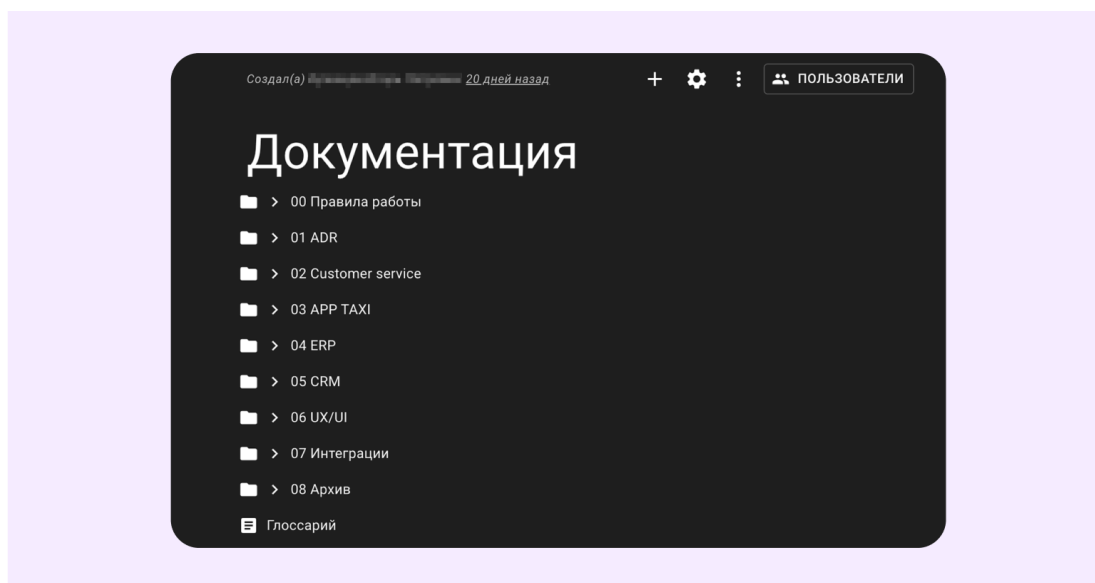 Создал(а) 20 дней назад
ПОЛЬЗОВАТЕЛИ
Документация
00 Правила работы
01 ADR
02 Customer service
03 APP TAXI
04 ERP
05 CRM
06 UX/UI
07 Интеграции
08 Архив
Глоссарий